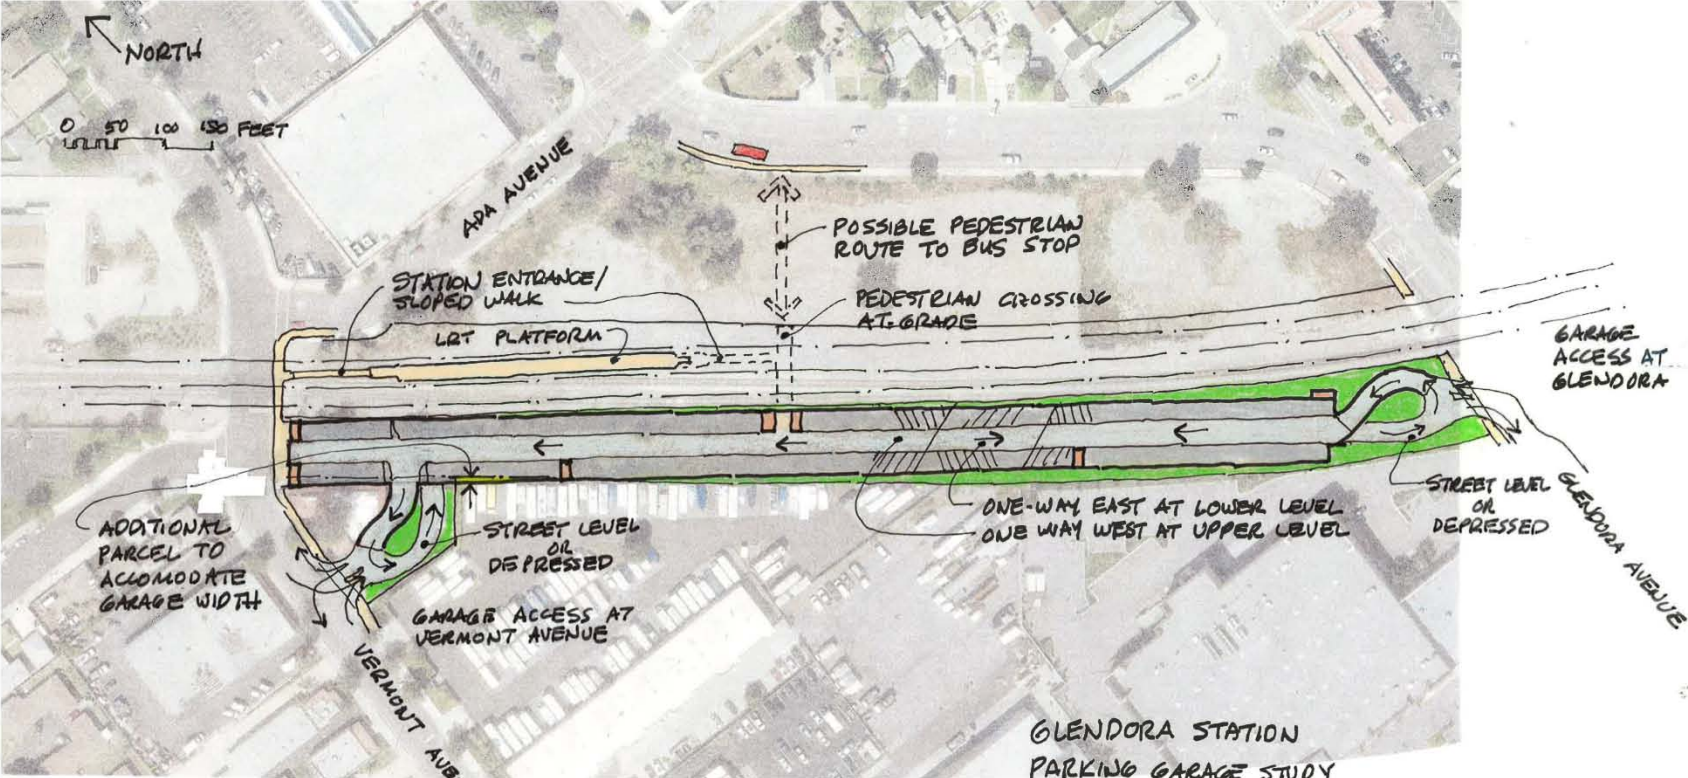 NORTH
0 50 100 150 FEET
ADA AVENUE
POSSIBLE PEDESTRIAN
ROUTE TO BUS STOP
STATION ENTRANCE/
SLOPED WALK
PEDESTRIAN CROSSING
AT-GRADE
LRT PLATFORM
GARAGE
ACCESS AT
GLENDORA
ADDITIONAL
PARCEL TO
ACCOMODATE
GARAGE WIDTH
STREET LEVEL
OR
DEPRESSED
ONE-WAY EAST AT LOWER LEVEL
ONE WAY WEST AT UPPER LEVEL
STREET LEVEL
OR
DEPRESSED
GLENDORA AVENUE
GARAGE ACCESS AT
VERMONT AVENUE
VERMONT AVE
GLENDORA STATION
PARKING GARAGE STUDY